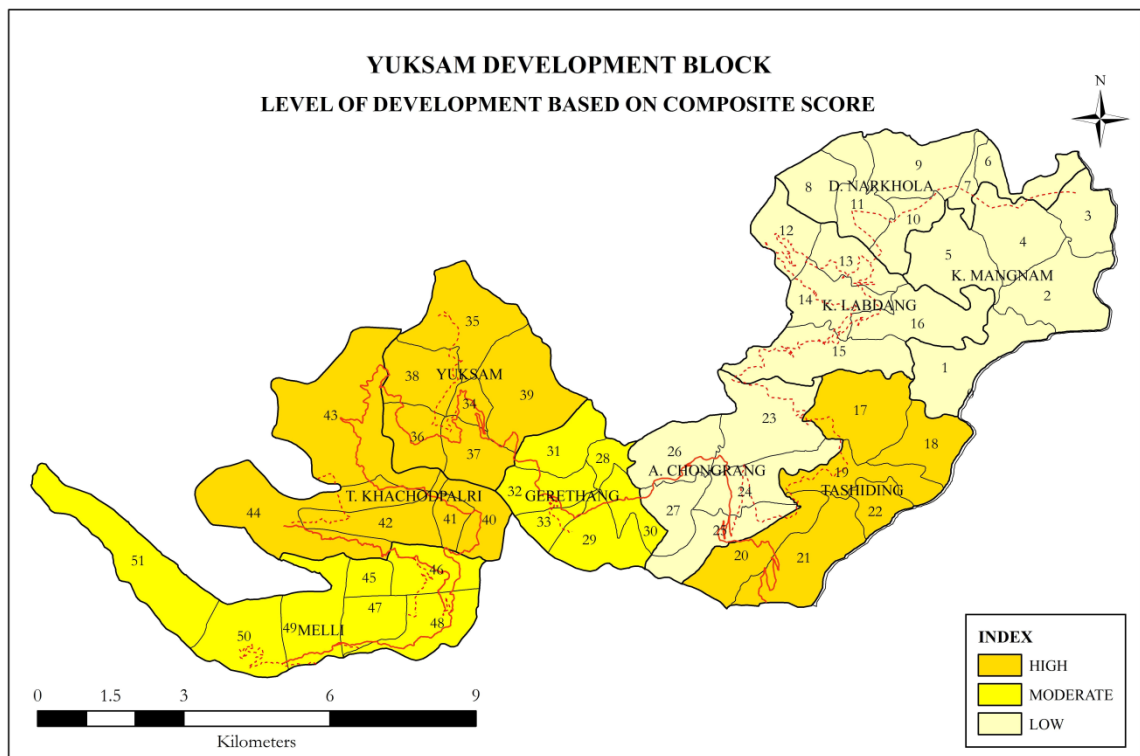 YUKSAM DEVELOPMENT BLOCK
LEVEL OF DEVELOPMENT BASED ON COMPOSITE SCORE
N
9
6
8
D. NARKHOLA
7
11
10
3
12
4
5
13
K. MANGNAM
14
2
K. LABDANG
16
15
1
35
38
YUKSAM
39
34
43
36
37
23
17
18
31
26
28
A. CHONGRANG
19
T. KHACHODPALRI
32
GERETHANG
24
TASHIDING
44
42
41
40
27
22
33
25
29
30
51
46
20
21
45
47
48
49
MELLI
50
INDEX
HIGH
MODERATE
LOW
0 1.5 3 6 9
Kilometers